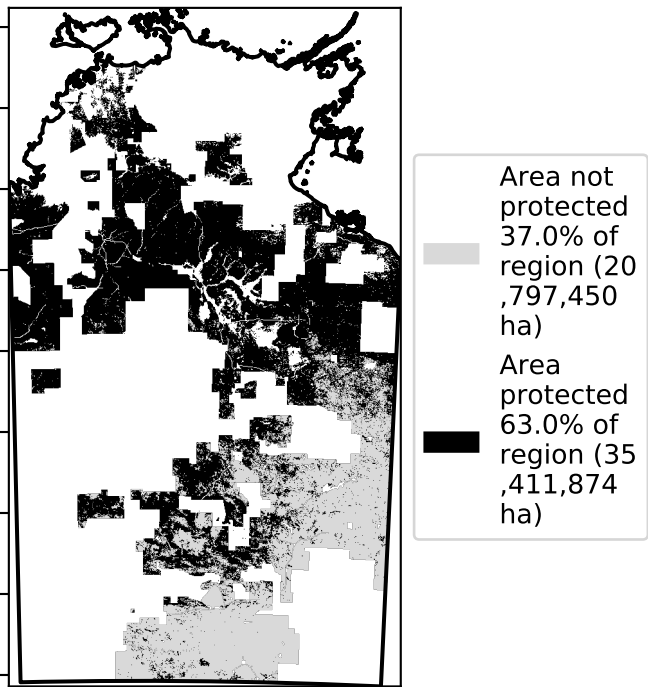 Area not
protected
37.0% of
region (20
,797,450
ha)
Area
protected
63.0% of
region (35
,411,874
ha)